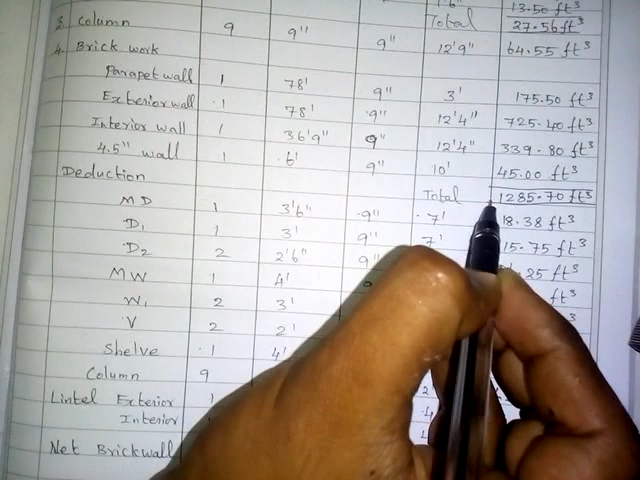 13.50 ft³
Total 27.56 ft³
3. Column 9 9" 9" 12'9" 64.55 ft³
4. Brick work
Parapet wall 1 78' 9" 3' 175.50 ft³
Exterior wall 1 78' 9" 12'4" 725.40 ft³
Interior wall 1 36'9" 9" 12'4" 339.80 ft³
4.5" wall 1 6' 9" 10' 45.00 ft³
Deduction Total 1285.70 ft³
MD 1 3'6" 9" 7' 18.38 ft³
D₁ 1 3' 9" 7' 15.75 ft³
D₂ 2 2'6" 9" 25 ft³
MW 1 4' ft³
W₁ 2 3'
V 2 2'
Shelve 1 4'
Column 9
Lintel Exterior 1
Interior
Net Brickwall